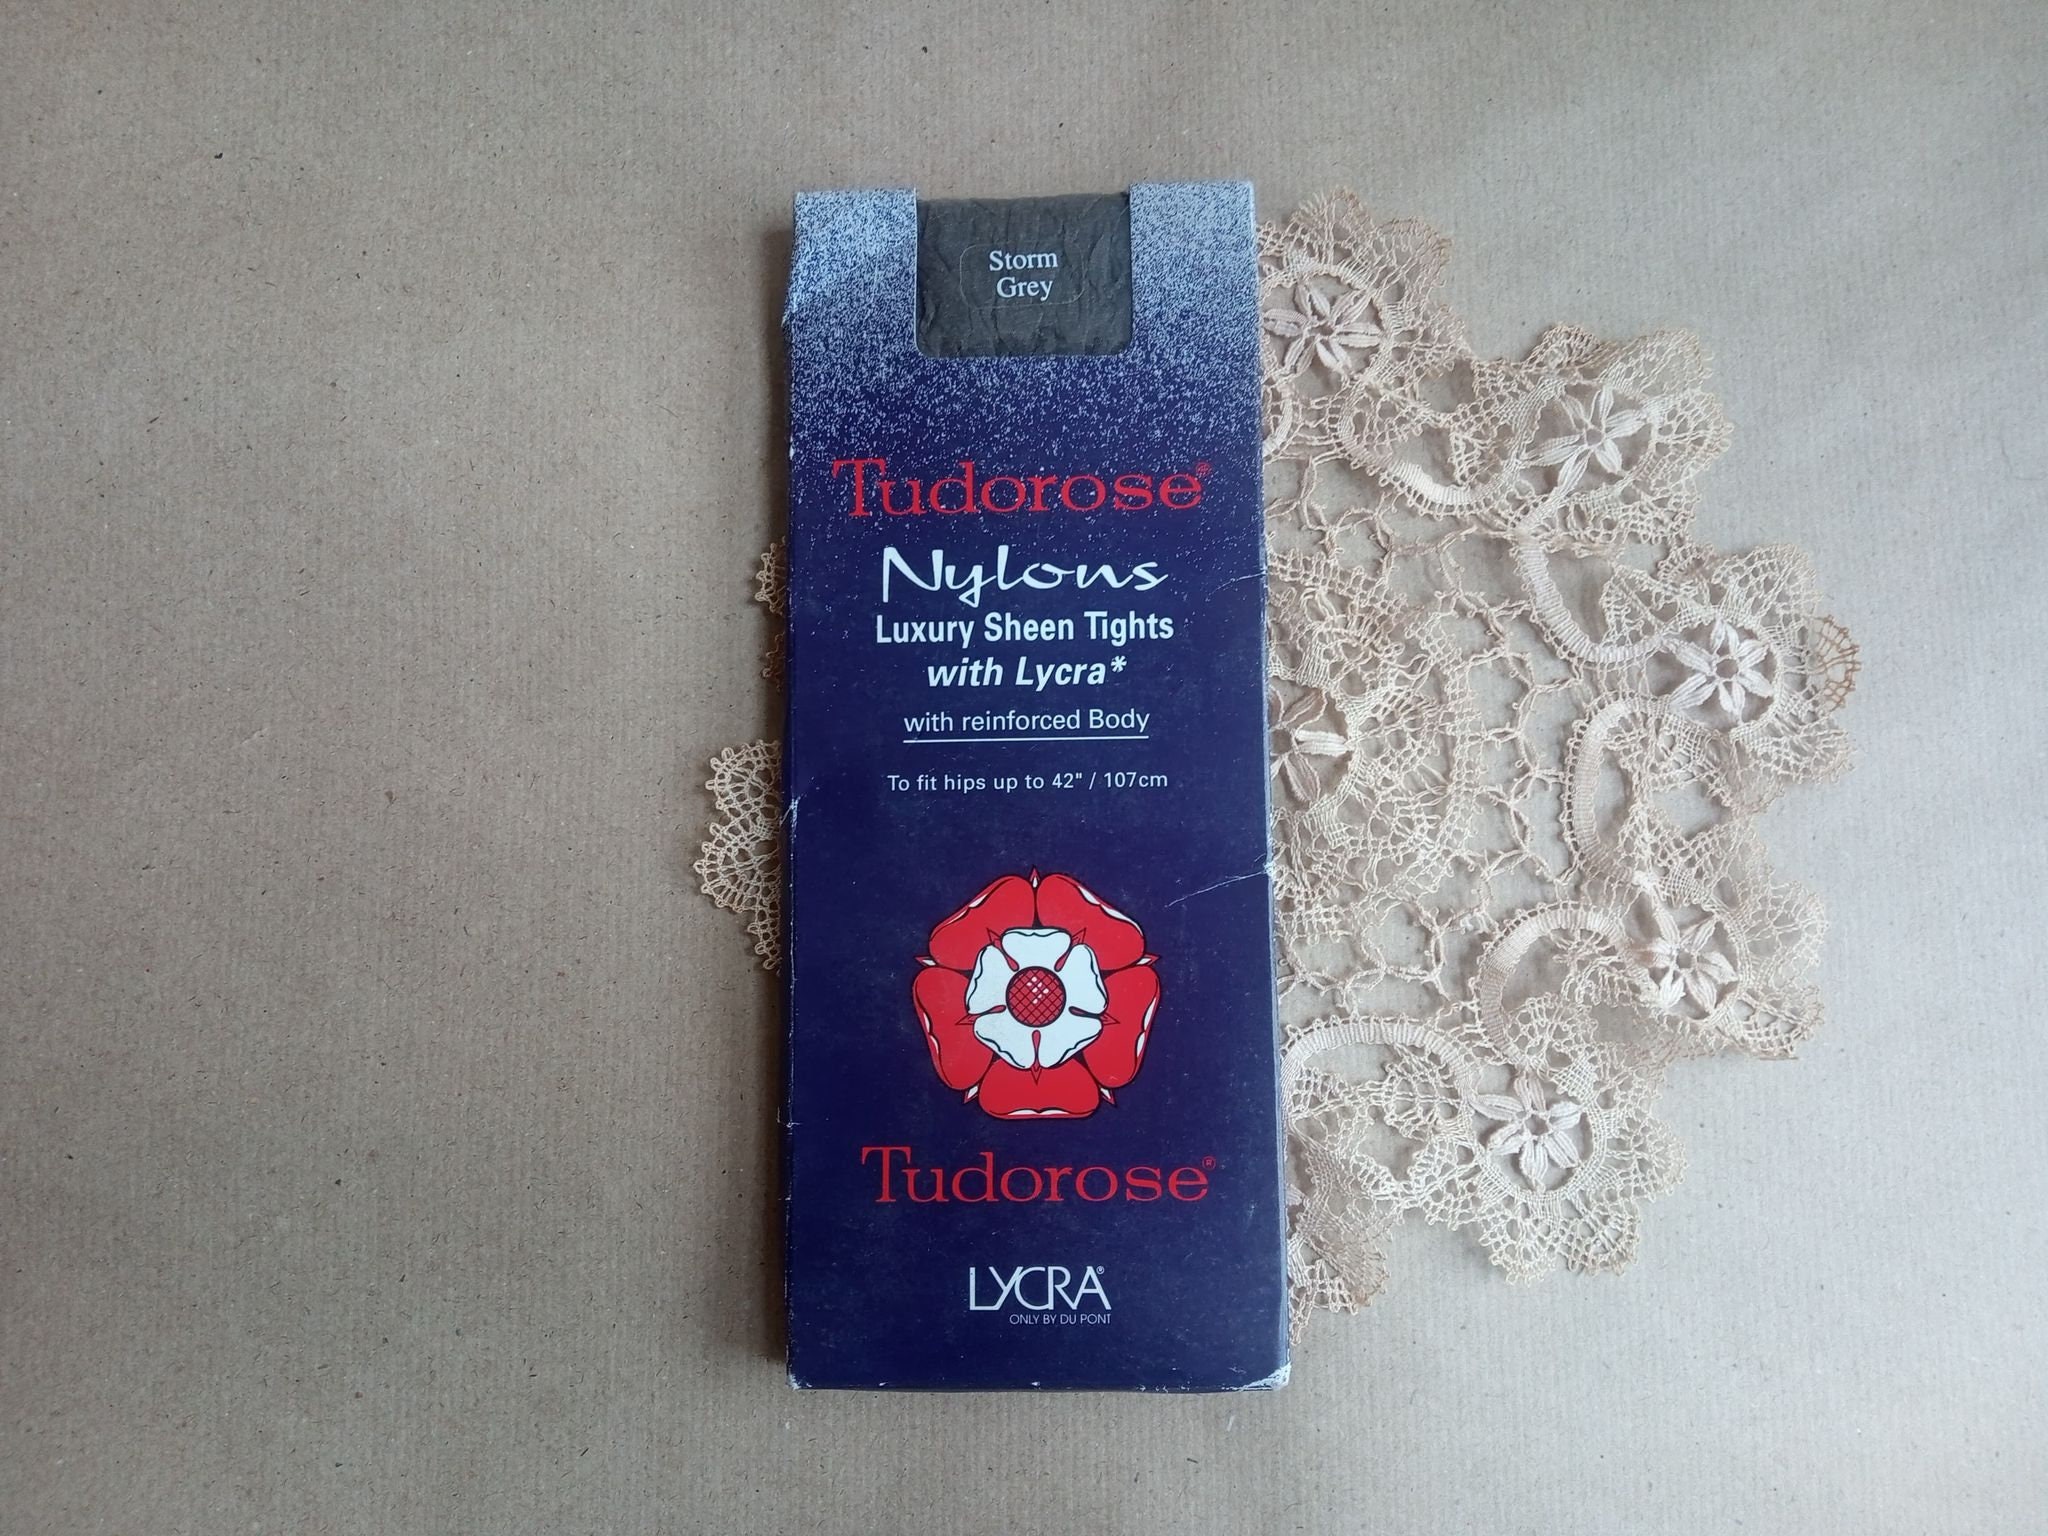 Storm
Grey
Tudorose®
Nylons
Luxury Sheen Tights
with Lycra*
with reinforced Body
To fit hips up to 42" / 107cm
Tudorose®
LYCRA®
ONLY BY DU PONT